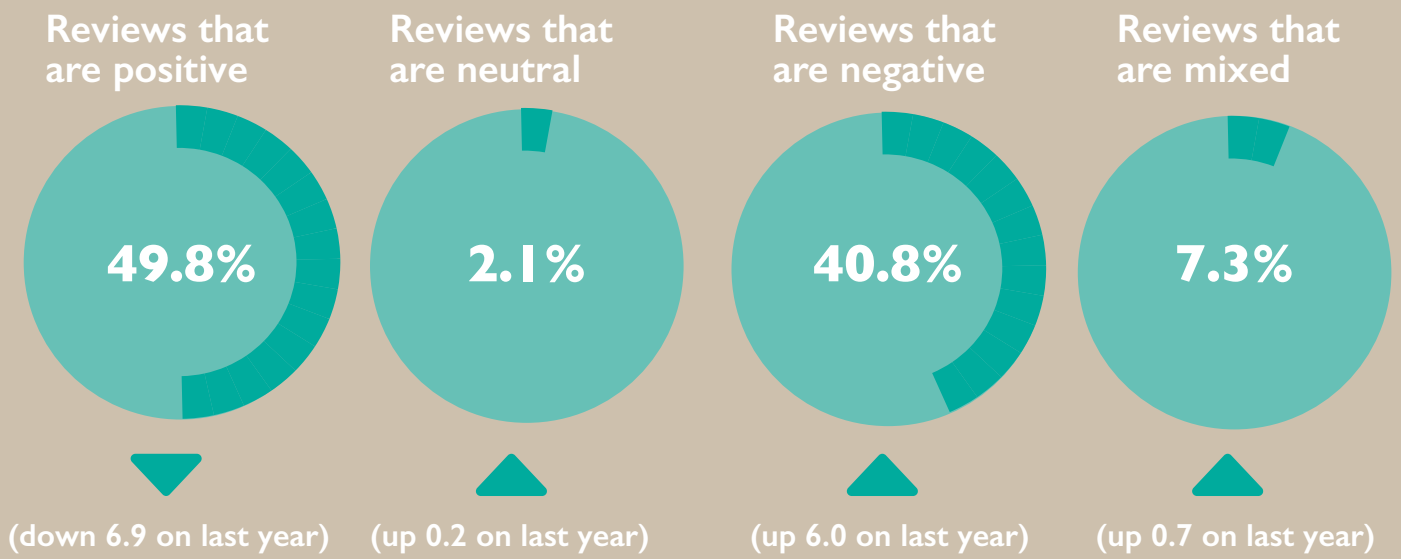 Reviews that
are positive
49.8%
(down 6.9 on last year)
Reviews that
are neutral
2.1%
(up 0.2 on last year)
Reviews that
are negative
40.8%
(up 6.0 on last year)
Reviews that
are mixed
7.3%
(up 0.7 on last year)